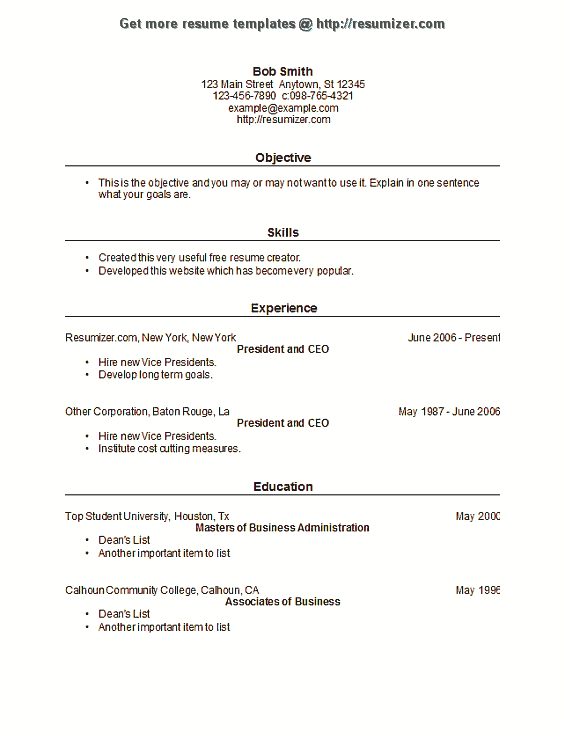 Get more resume templates @ http://resumizer.com
Bob Smith
123 Main Street Anytown, St 12345
123-456-7890 c:098-765-4321
example@example.com
http://resumizer.com
Objective
• This is the objective and you may or may not want to use it. Explain in one sentence
what your goals are.
Skills
• Created this very useful free resume creator.
• Developed this website which has become very popular.
Experience
Resumizer.com, New York, New York June 2006 - Present
President and CEO
• Hire new Vice Presidents.
• Develop long term goals.
Other Corporation, Baton Rouge, La May 1987 - June 2006
President and CEO
• Hire new Vice Presidents.
• Institute cost cutting measures.
Education
Top Student University, Houston, Tx May 2000
Masters of Business Administration
• Dean's List
• Another important item to list
Calhoun Community College, Calhoun, CA May 1996
Associates of Business
• Dean's List
• Another important item to list